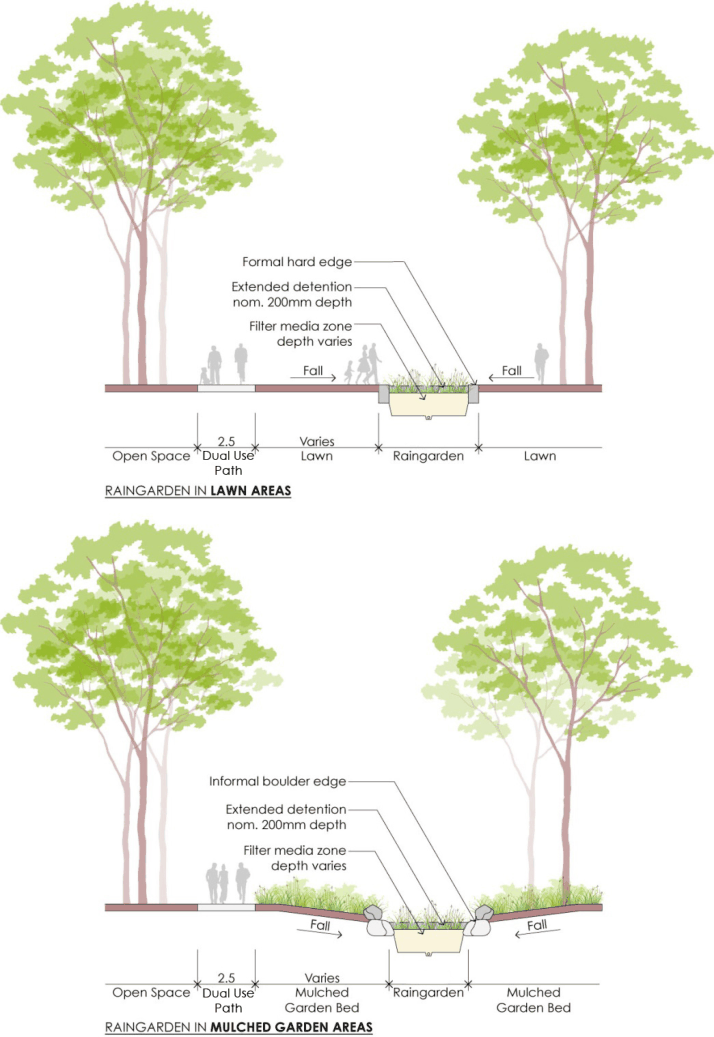 Formal hard edge
Extended detention
nom. 200mm depth
Filter media zone
depth varies
Fall
Fall
2.5
Varies
Open Space
Dual Use
Path
Lawn
Raingarden
Lawn
RAINGARDEN IN LAWN AREAS
Informal boulder edge
Extended detention
nom. 200mm depth
Filter media zone
depth varies
Fall
Fall
2.5
Varies
Open Space
Dual Use
Path
Mulched
Garden Bed
Raingarden
Mulched
Garden Bed
RAINGARDEN IN MULCHED GARDEN AREAS